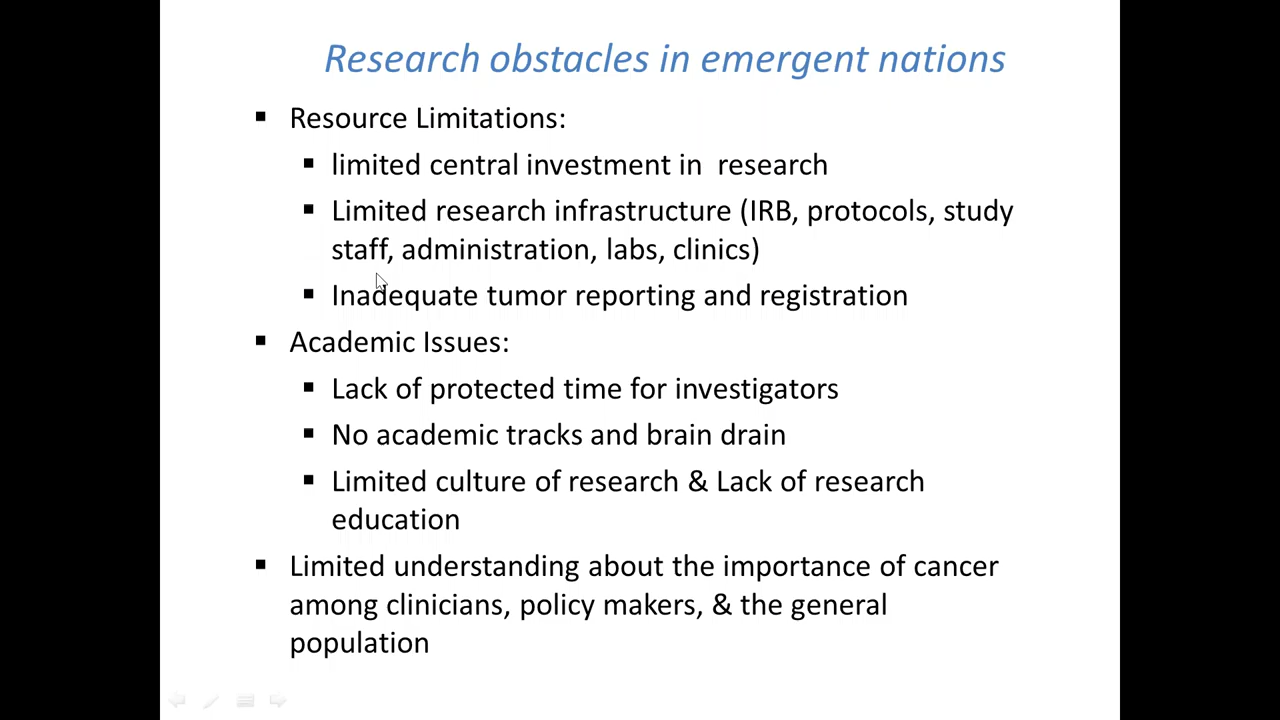 Research obstacles in emergent nations
▪ Resource Limitations:
▪ limited central investment in  research
▪ Limited research infrastructure (IRB, protocols, study
staff, administration, labs, clinics)
▪ Inadequate tumor reporting and registration
▪ Academic Issues:
▪ Lack of protected time for investigators
▪ No academic tracks and brain drain
▪ Limited culture of research & Lack of research
education
▪ Limited understanding about the importance of cancer
among clinicians, policy makers, & the general
population